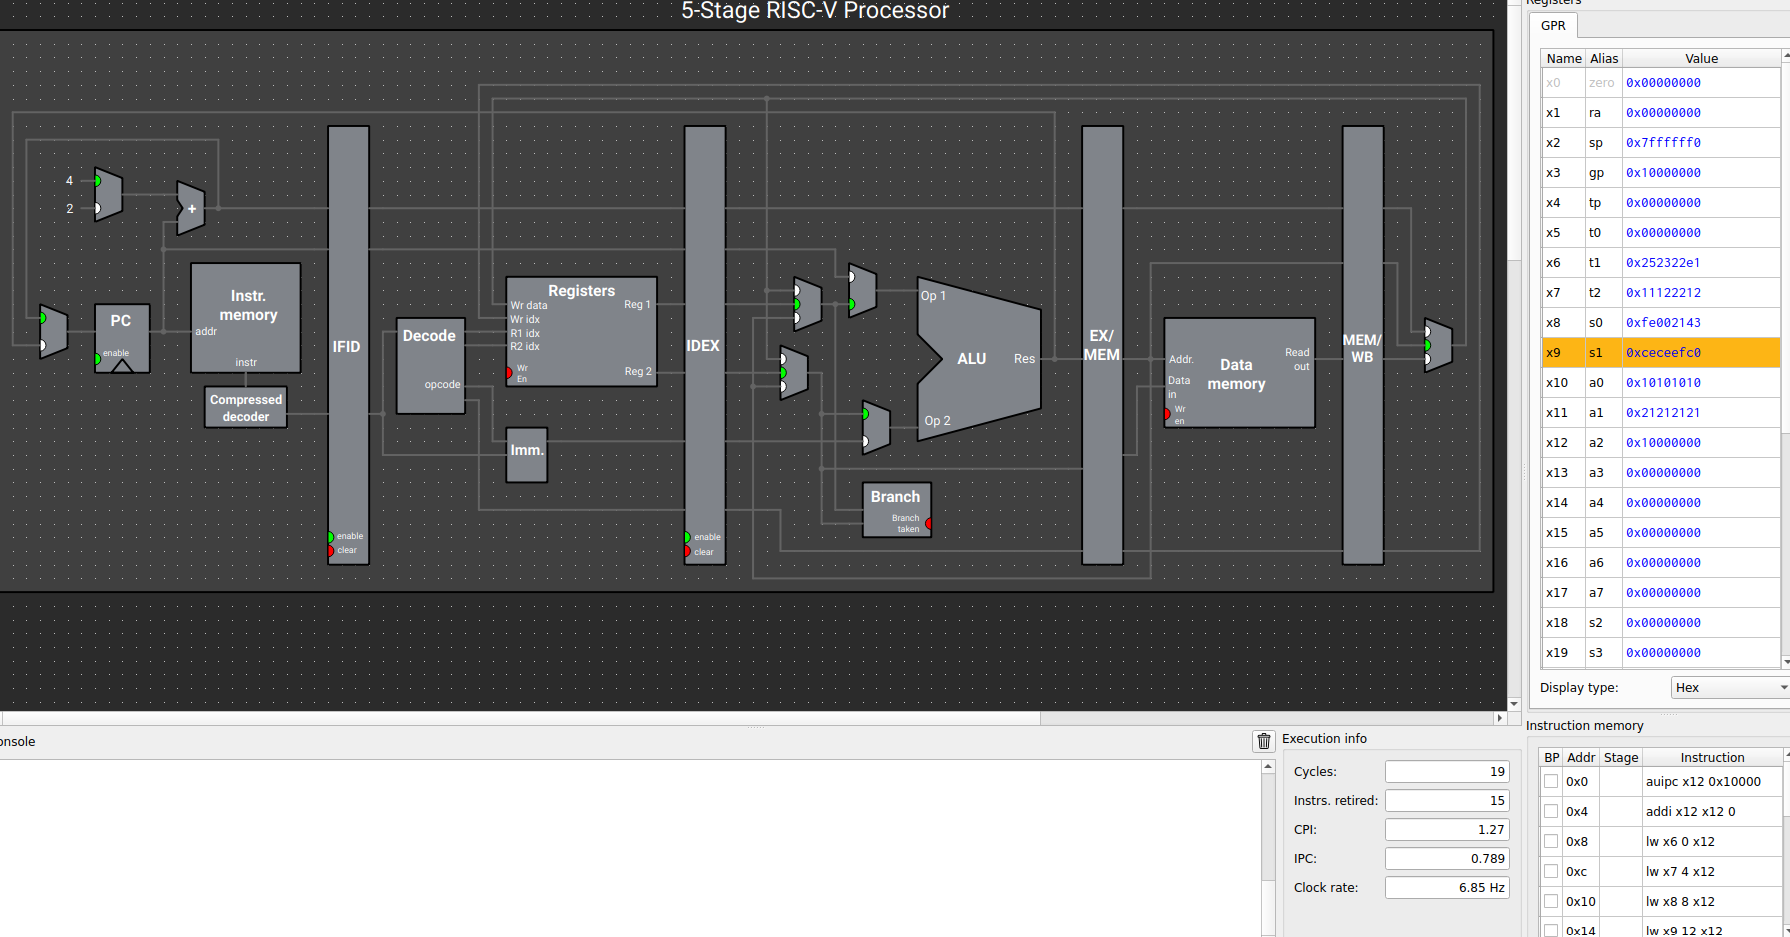 5-Stage RISC-V Processor
4
2
+
PC
enable
Instr.
memory
addr
instr
Compressed
decoder
IFID
enable
clear
Decode
opcode
Registers
Wr data
Wr idx
R1 idx
R2 idx
Wr
En
Reg 1
Reg 2
Imm.
IDEX
enable
clear
Op 1
ALU
Res
Op 2
Branch
Branch
taken
EX/
MEM
Addr.
Data
in
Wr
en
Data
memory
Read
out
MEM/
WB
Registers
GPR
Name Alias Value
x0 zero 0x00000000
x1 ra 0x00000000
x2 sp 0x7ffffff0
x3 gp 0x10000000
x4 tp 0x00000000
x5 t0 0x00000000
x6 t1 0x252322e1
x7 t2 0x11122212
x8 s0 0xfe002143
x9 s1 0xceceefc0
x10 a0 0x10101010
x11 a1 0x21212121
x12 a2 0x10000000
x13 a3 0x00000000
x14 a4 0x00000000
x15 a5 0x00000000
x16 a6 0x00000000
x17 a7 0x00000000
x18 s2 0x00000000
x19 s3 0x00000000
Display type: Hex
onsole
Execution info
Cycles: 19
Instrs. retired: 15
CPI: 1.27
IPC: 0.789
Clock rate: 6.85 Hz
Instruction memory
BP Addr Stage Instruction
0x0 auipc x12 0x10000
0x4 addi x12 x12 0
0x8 lw x6 0 x12
0xc lw x7 4 x12
0x10 lw x8 8 x12
0x14 lw x9 12 x12